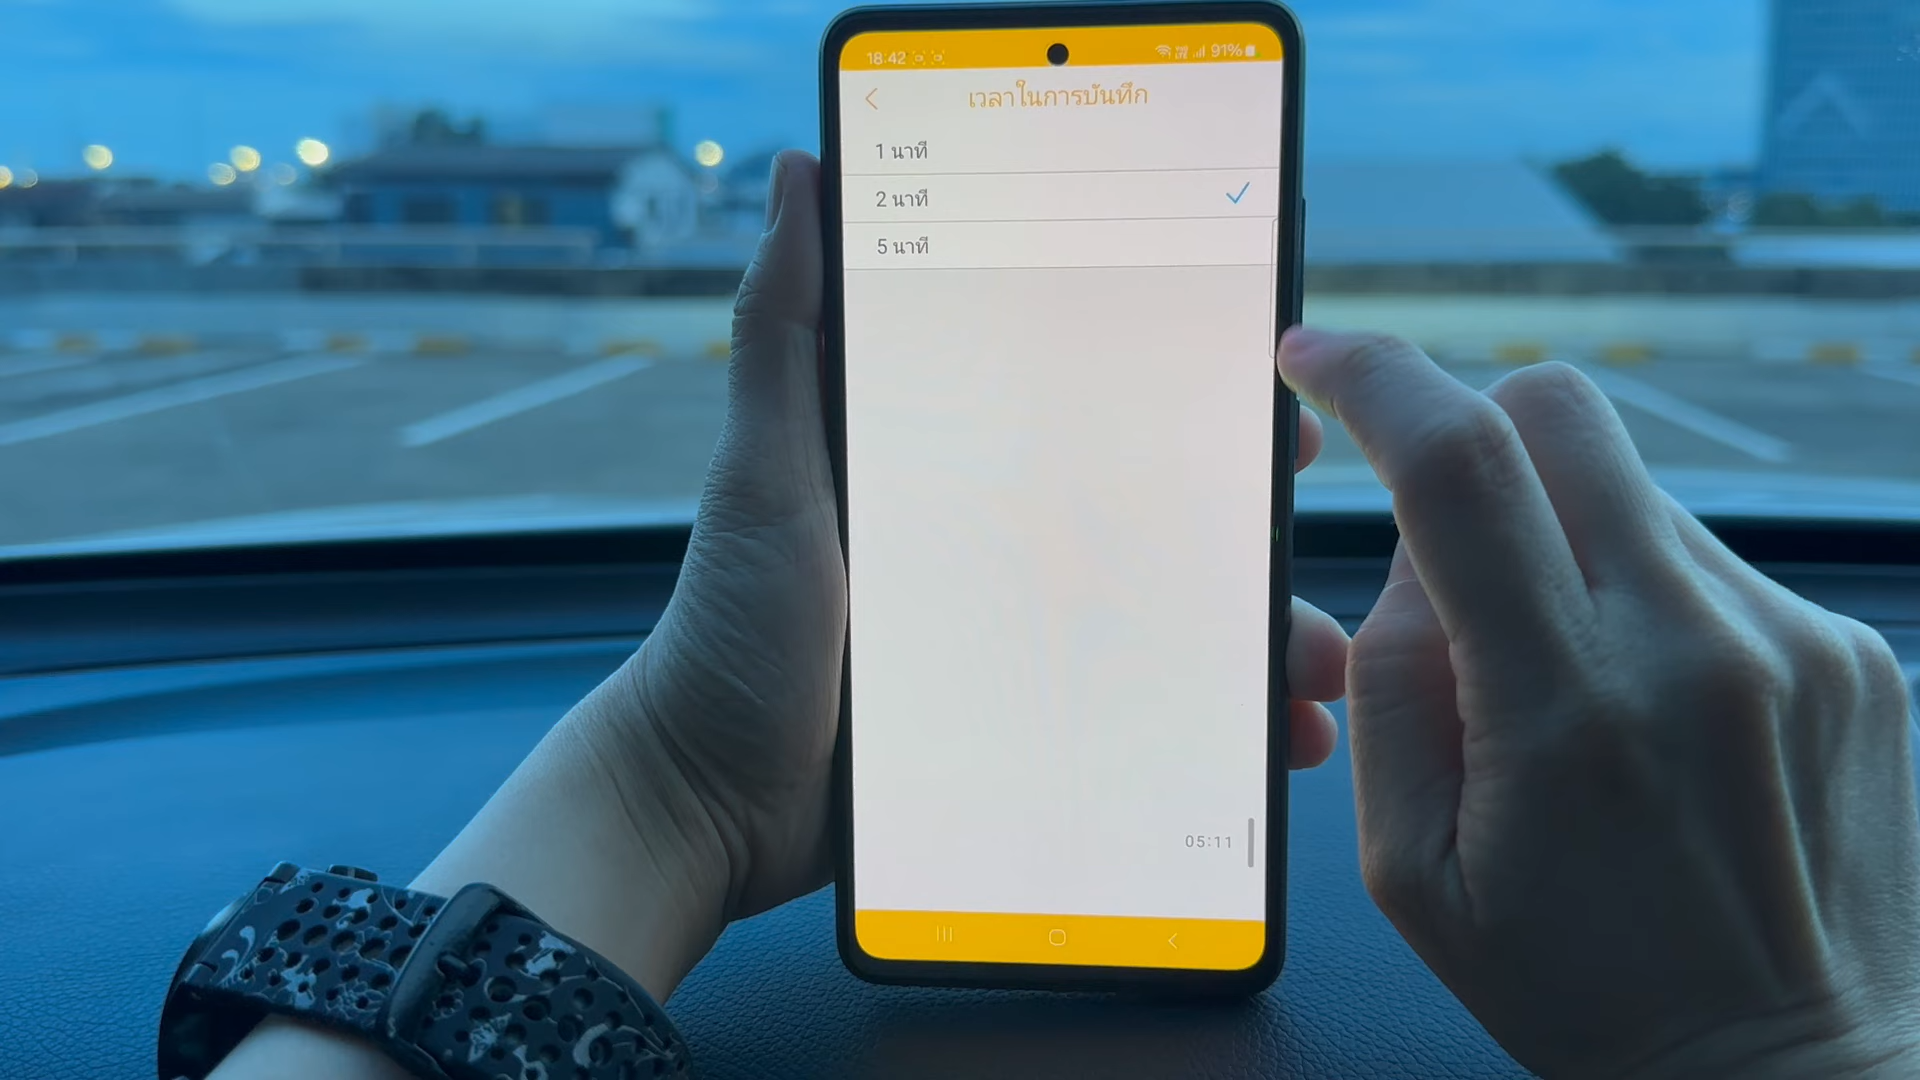 18:42
91%
เวลาในการบันทึก
1 นาที
2 นาที
5 นาที
05:11